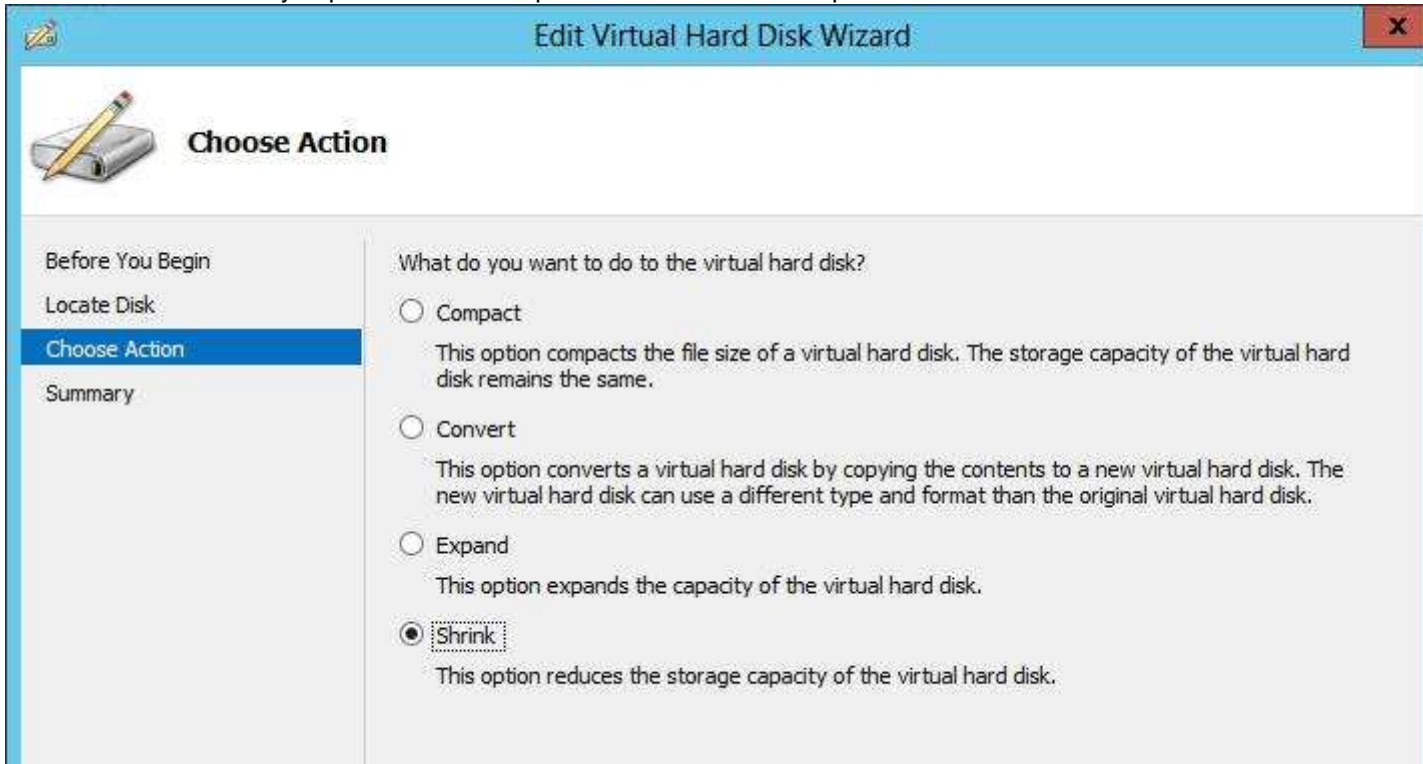 Edit Virtual Hard Disk Wizard
X
Choose Action
Before You Begin
Locate Disk
Choose Action
Summary
What do you want to do to the virtual hard disk?
Compact
This option compacts the file size of a virtual hard disk. The storage capacity of the virtual hard
disk remains the same.
Convert
This option converts a virtual hard disk by copying the contents to a new virtual hard disk. The
new virtual hard disk can use a different type and format than the original virtual hard disk.
Expand
This option expands the capacity of the virtual hard disk.
Shrink
This option reduces the storage capacity of the virtual hard disk.